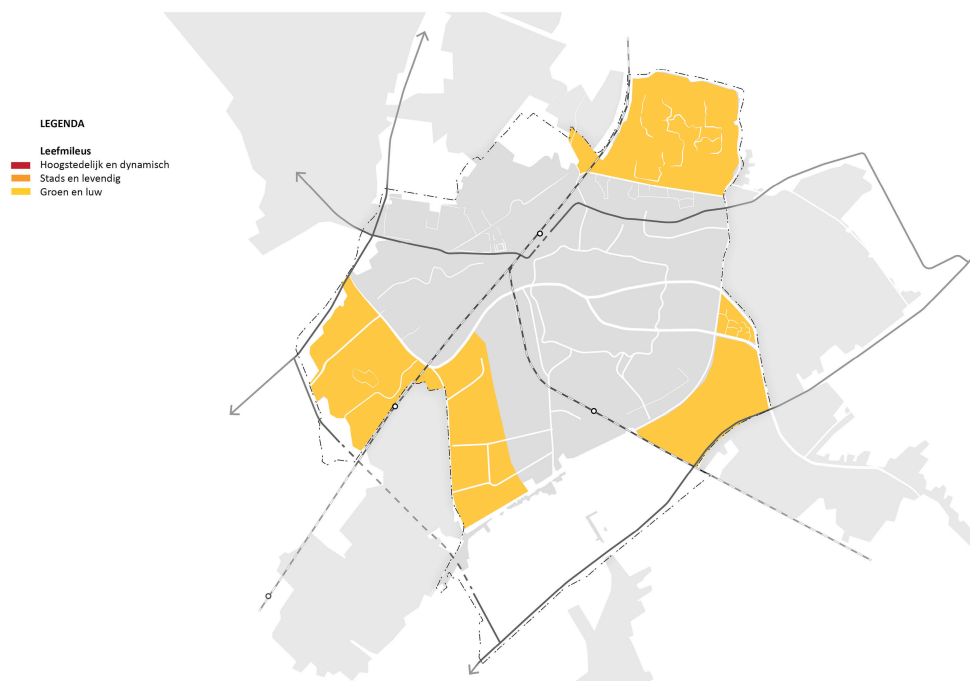 LEGENDA
Leefmileus
Hoogstedelijk en dynamisch
Stads en levendig
Groen en luw